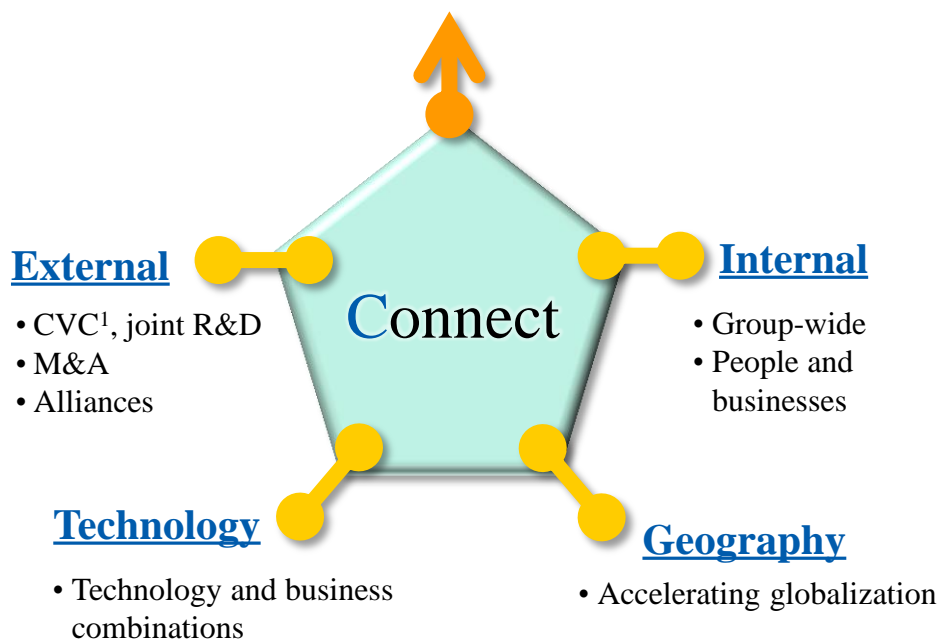 External
• CVC¹, joint R&D
• M&A
• Alliances
Connect
Internal
• Group-wide
• People and
businesses
Technology
• Technology and business
combinations
Geography
• Accelerating globalization